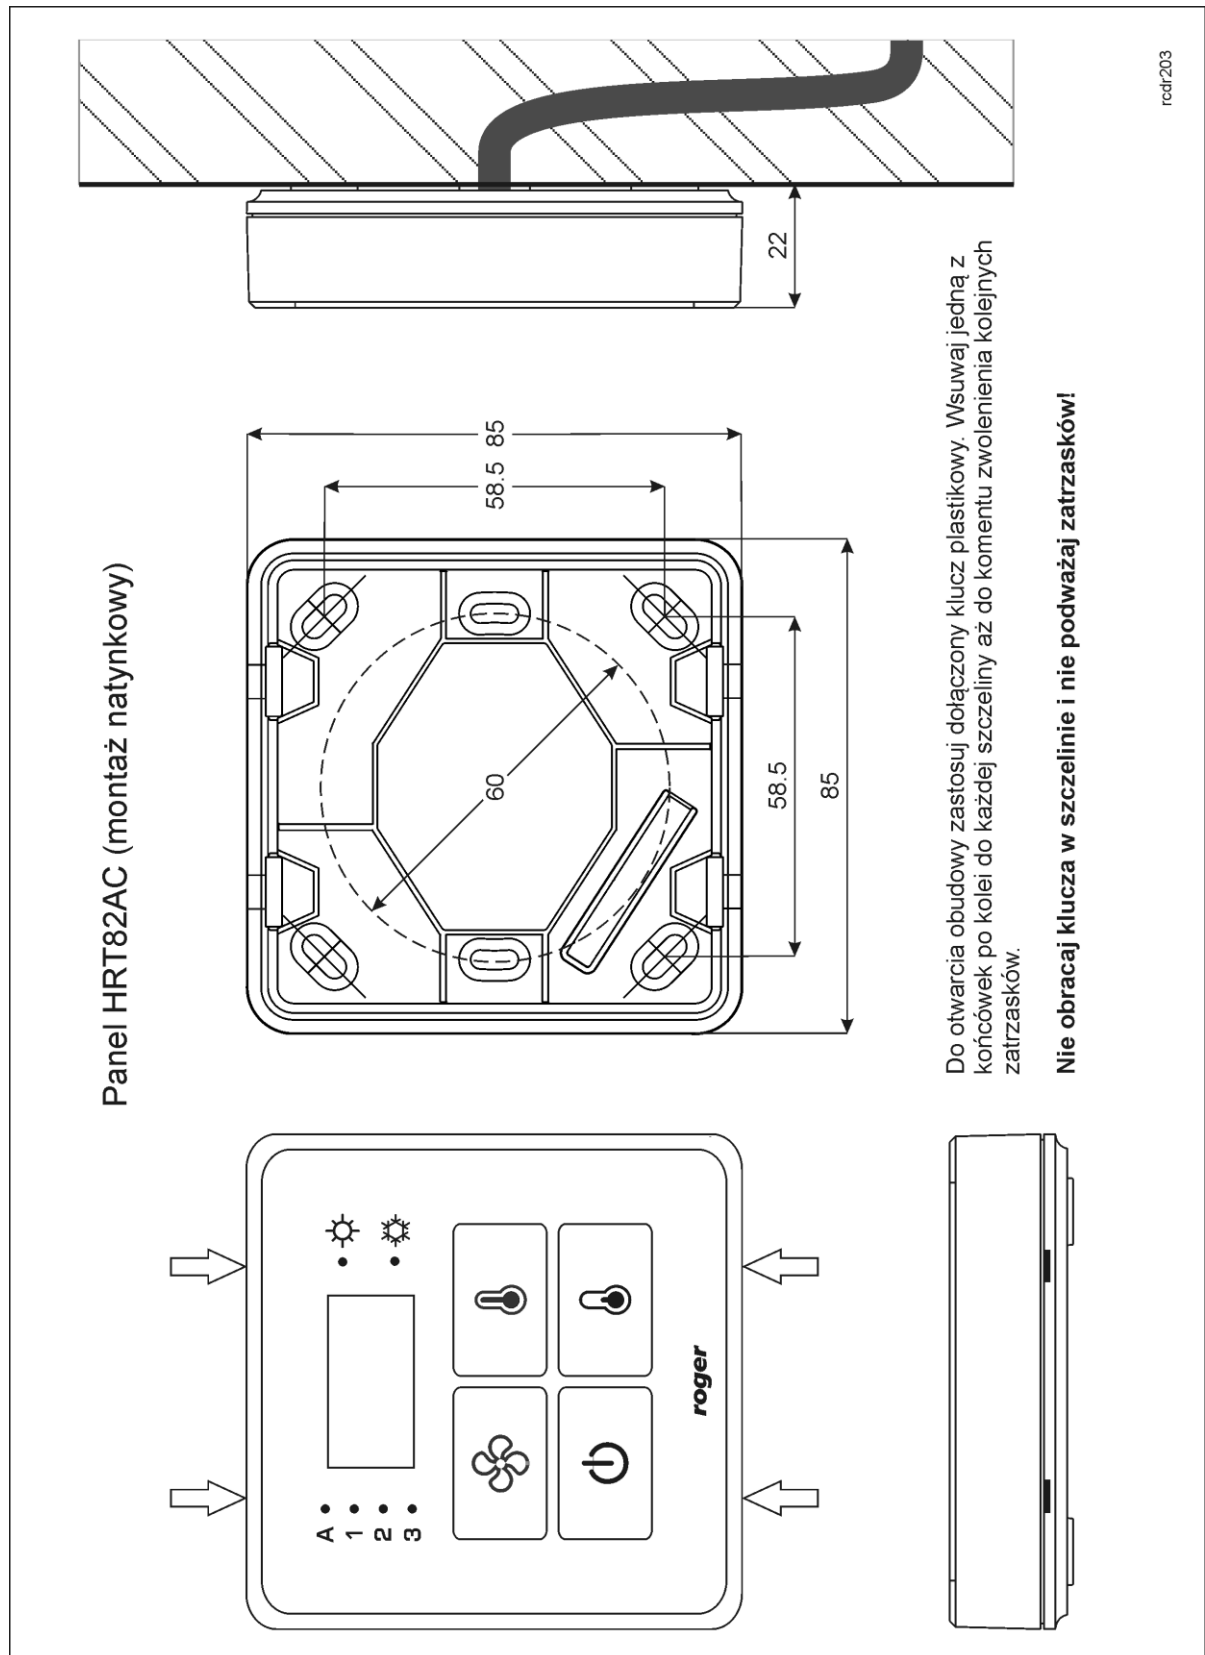 Panel HRT82AC (montaż natynkowy)
A
1
2
3
roger
60
58.5
85
58.5
85
22
Do otwarcia obudowy zastosuj dołączony klucz plastikowy. Wsuwaj jedną z
końcówek po kolei do każdej szczeliny aż do komentu zwolenienia kolejnych
zatrzasków.
Nie obracaj klucza w szczelinie i nie podważaj zatrzasków!
rcdr203